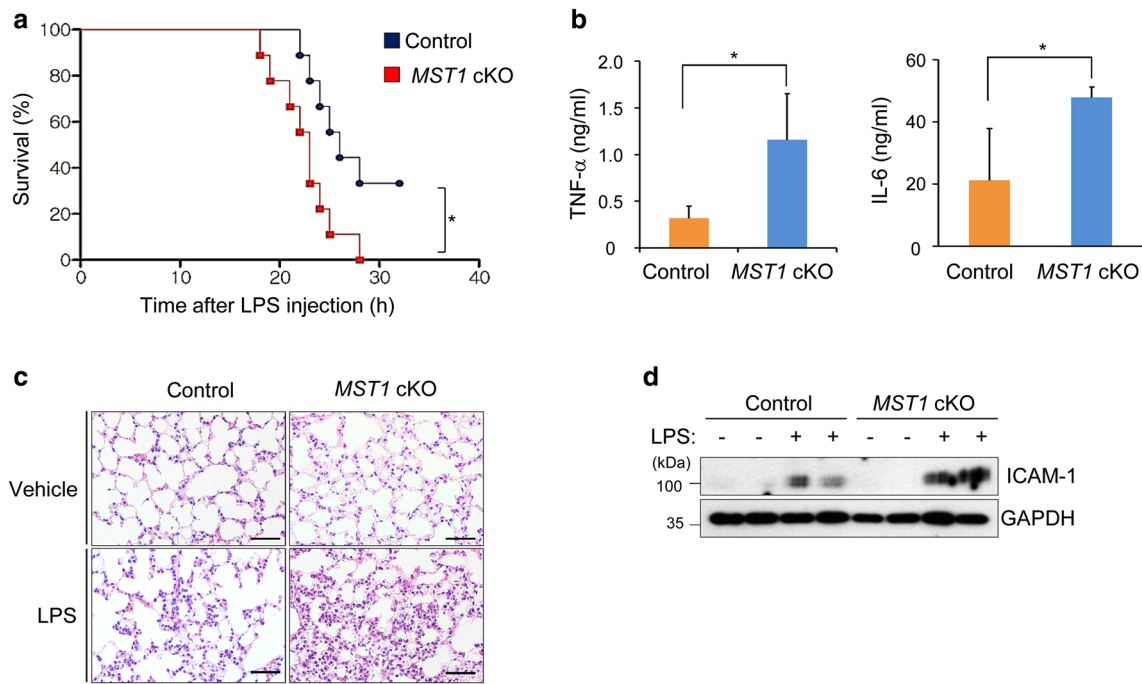 a
100
80
60
40
20
0
Survival (%)
0 10 20 30 40
Time after LPS injection (h)
Control
MST1 cKO
*
b
TNF-α (ng/ml)
2.0
1.5
1.0
0.5
0
*
Control MST1 cKO
IL-6 (ng/ml)
60
40
20
0
*
Control MST1 cKO
c
Control MST1 cKO
Vehicle
LPS
d
Control MST1 cKO
LPS: - - + + - - + +
(kDa)
100
ICAM-1
35
GAPDH